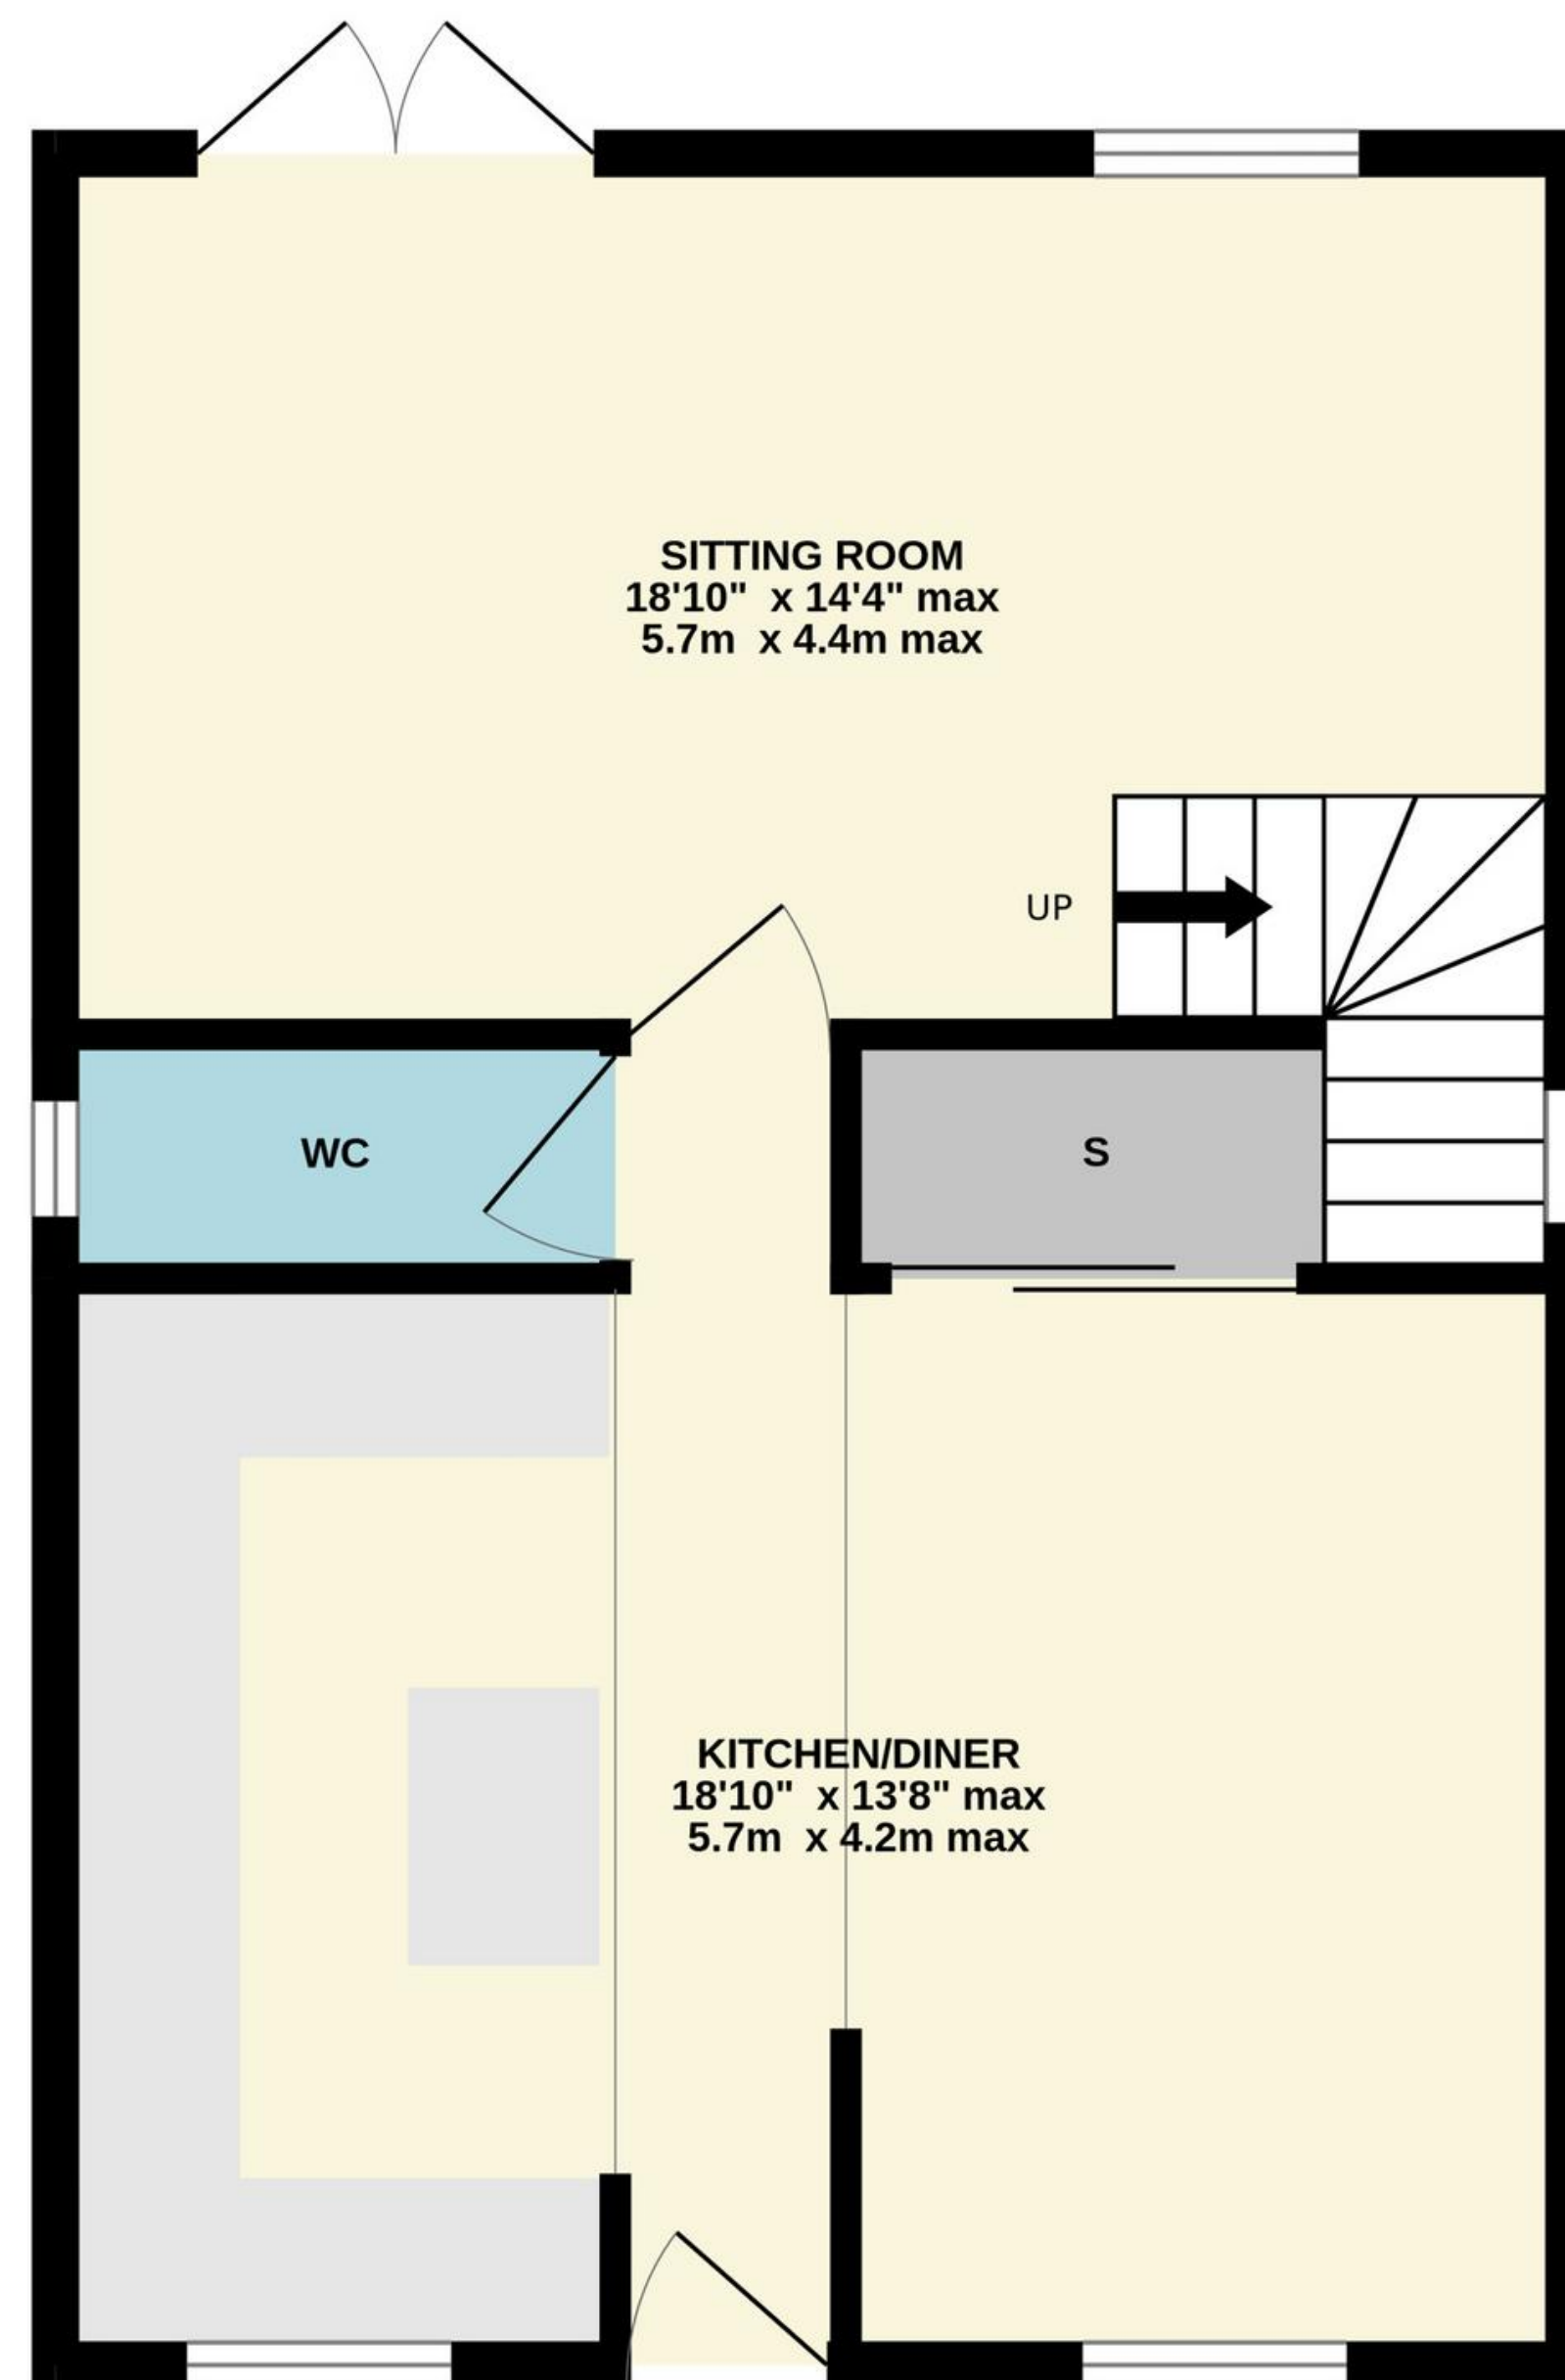 SITTING ROOM
18'10" x 14'4" max
5.7m x 4.4m max
UP
WC
S
KITCHEN/DINER
18'10" x 13'8" max
5.7m x 4.2m max